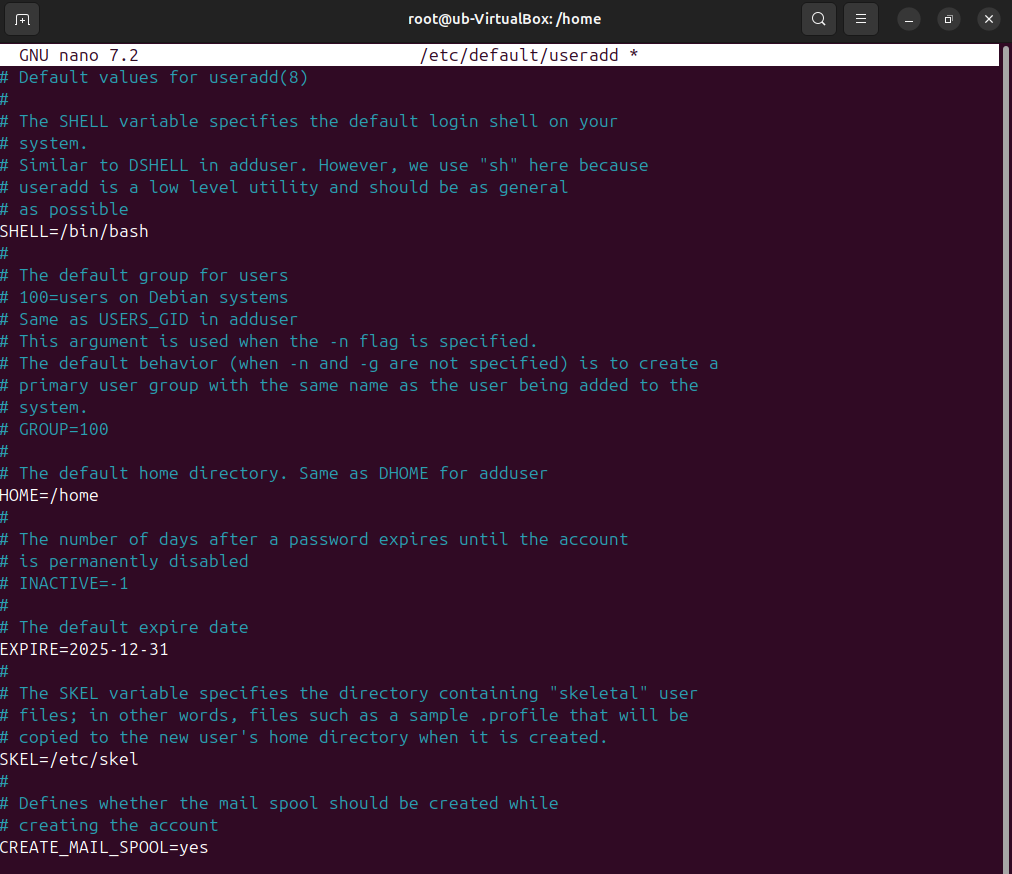 root@ub-VirtualBox: /home
GNU nano 7.2 /etc/default/useradd *
# Default values for useradd(8)
#
# The SHELL variable specifies the default login shell on your
# system.
# Similar to DSHELL in adduser. However, we use "sh" here because
# useradd is a low level utility and should be as general
# as possible
SHELL=/bin/bash
#
# The default group for users
# 100=users on Debian systems
# Same as USERS_GID in adduser
# This argument is used when the -n flag is specified.
# The default behavior (when -n and -g are not specified) is to create a
# primary user group with the same name as the user being added to the
# system.
# GROUP=100
#
# The default home directory. Same as DHOME for adduser
HOME=/home
#
# The number of days after a password expires until the account
# is permanently disabled
# INACTIVE=-1
#
# The default expire date
EXPIRE=2025-12-31
#
# The SKEL variable specifies the directory containing "skeletal" user
# files; in other words, files such as a sample .profile that will be
# copied to the new user's home directory when it is created.
SKEL=/etc/skel
#
# Defines whether the mail spool should be created while
# creating the account
CREATE_MAIL_SPOOL=yes